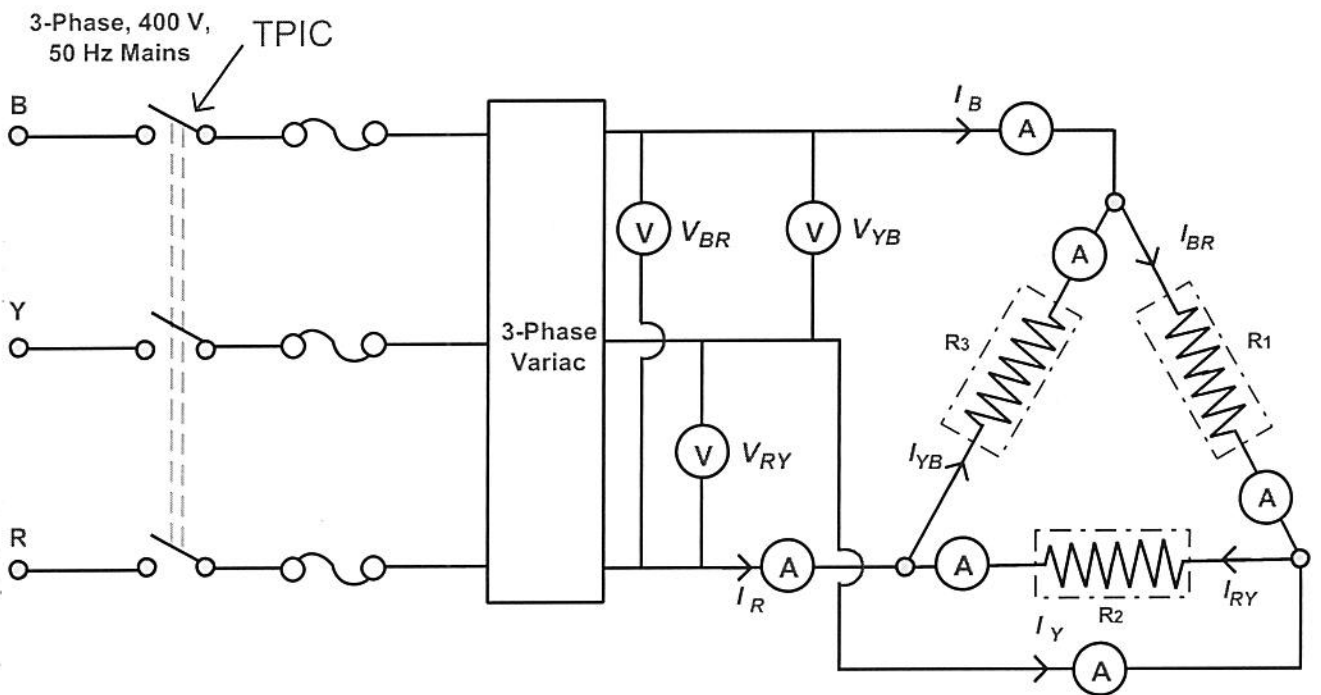 3-Phase, 400 V,
50 Hz Mains
TPIC
B
Y
R
3-Phase
Variac
V
V_BR
V
V_YB
V
V_RY
I_B
A
I_BR
A
R3
R1
I_YB
A
I_R
A
A
R2
I_RY
I_Y
A